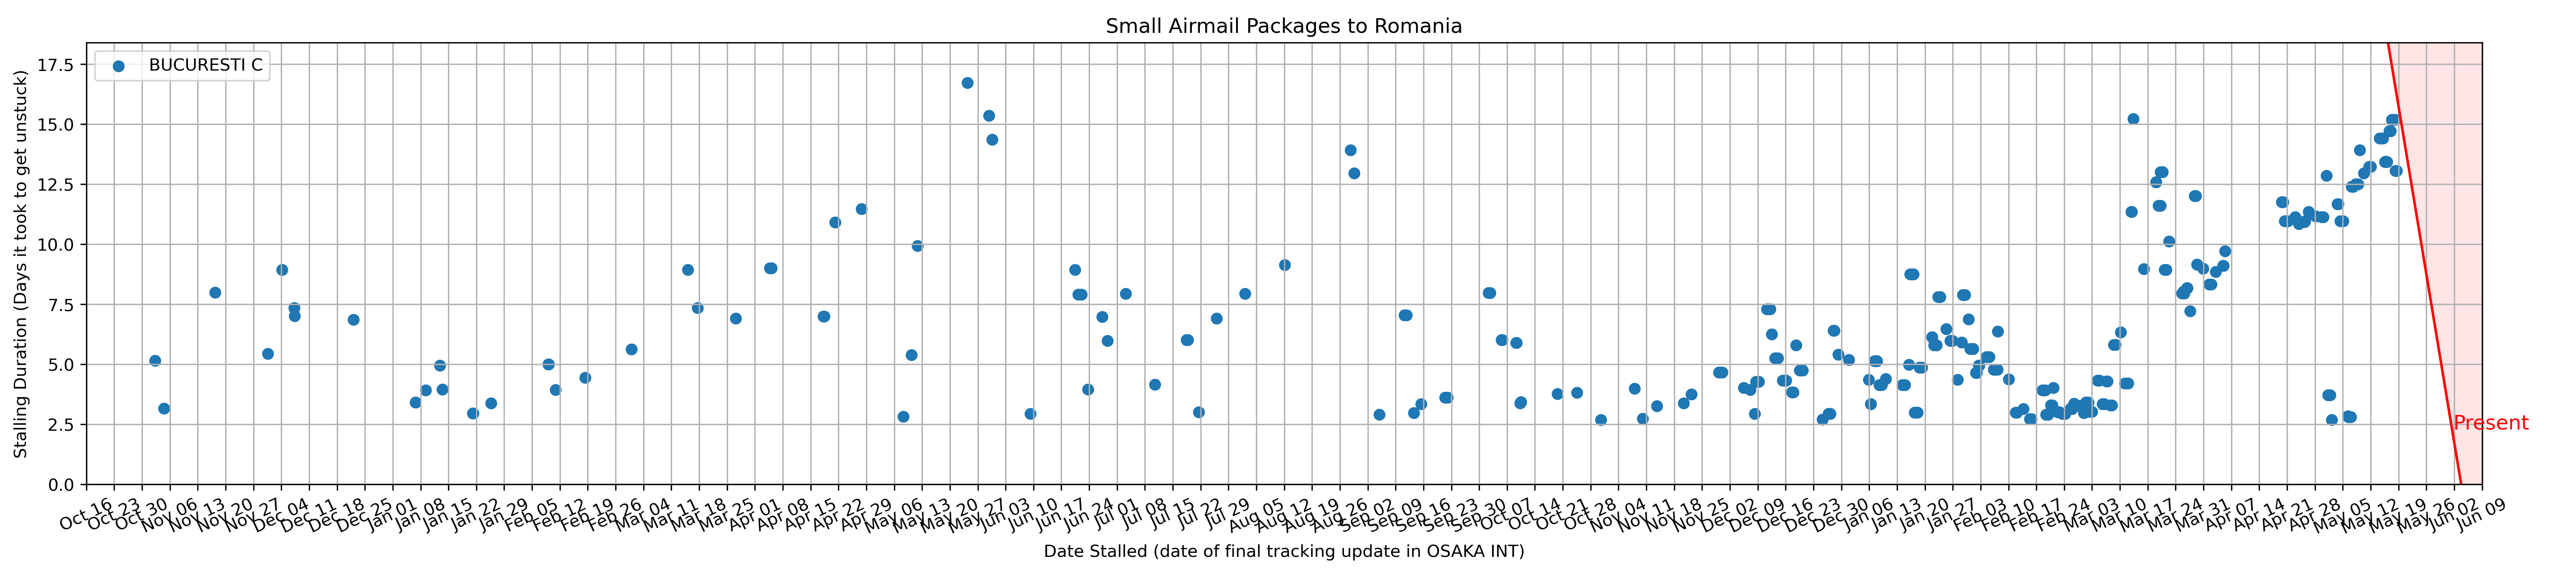 Small Airmail Packages to Romania
BUCURESTI C
Stalling Duration (Days it took to get unstuck)
17.5
15.0
12.5
10.0
7.5
5.0
2.5
0.0
Present
Oct 16
Oct 23
Oct 30
Nov 06
Nov 13
Nov 20
Nov 27
Dec 04
Dec 11
Dec 18
Dec 25
Jan 01
Jan 08
Jan 15
Jan 22
Jan 29
Feb 05
Feb 12
Feb 19
Feb 26
Mar 04
Mar 11
Mar 18
Mar 25
Apr 01
Apr 08
Apr 15
Apr 22
Apr 29
May 06
May 13
May 20
May 27
Jun 03
Jun 10
Jun 17
Jun 24
Jul 01
Jul 08
Jul 15
Jul 22
Jul 29
Aug 05
Aug 12
Aug 19
Aug 26
Sep 02
Sep 09
Sep 16
Sep 23
Sep 30
Oct 07
Oct 14
Oct 21
Oct 28
Nov 04
Nov 11
Nov 18
Nov 25
Dec 02
Dec 09
Dec 16
Dec 23
Dec 30
Jan 06
Jan 13
Jan 20
Jan 27
Feb 03
Feb 10
Feb 17
Feb 24
Mar 03
Mar 10
Mar 17
Mar 24
Mar 31
Apr 07
Apr 14
Apr 21
Apr 28
May 05
May 12
May 19
May 26
Jun 02
Jun 09
Date Stalled (date of final tracking update in OSAKA INT)